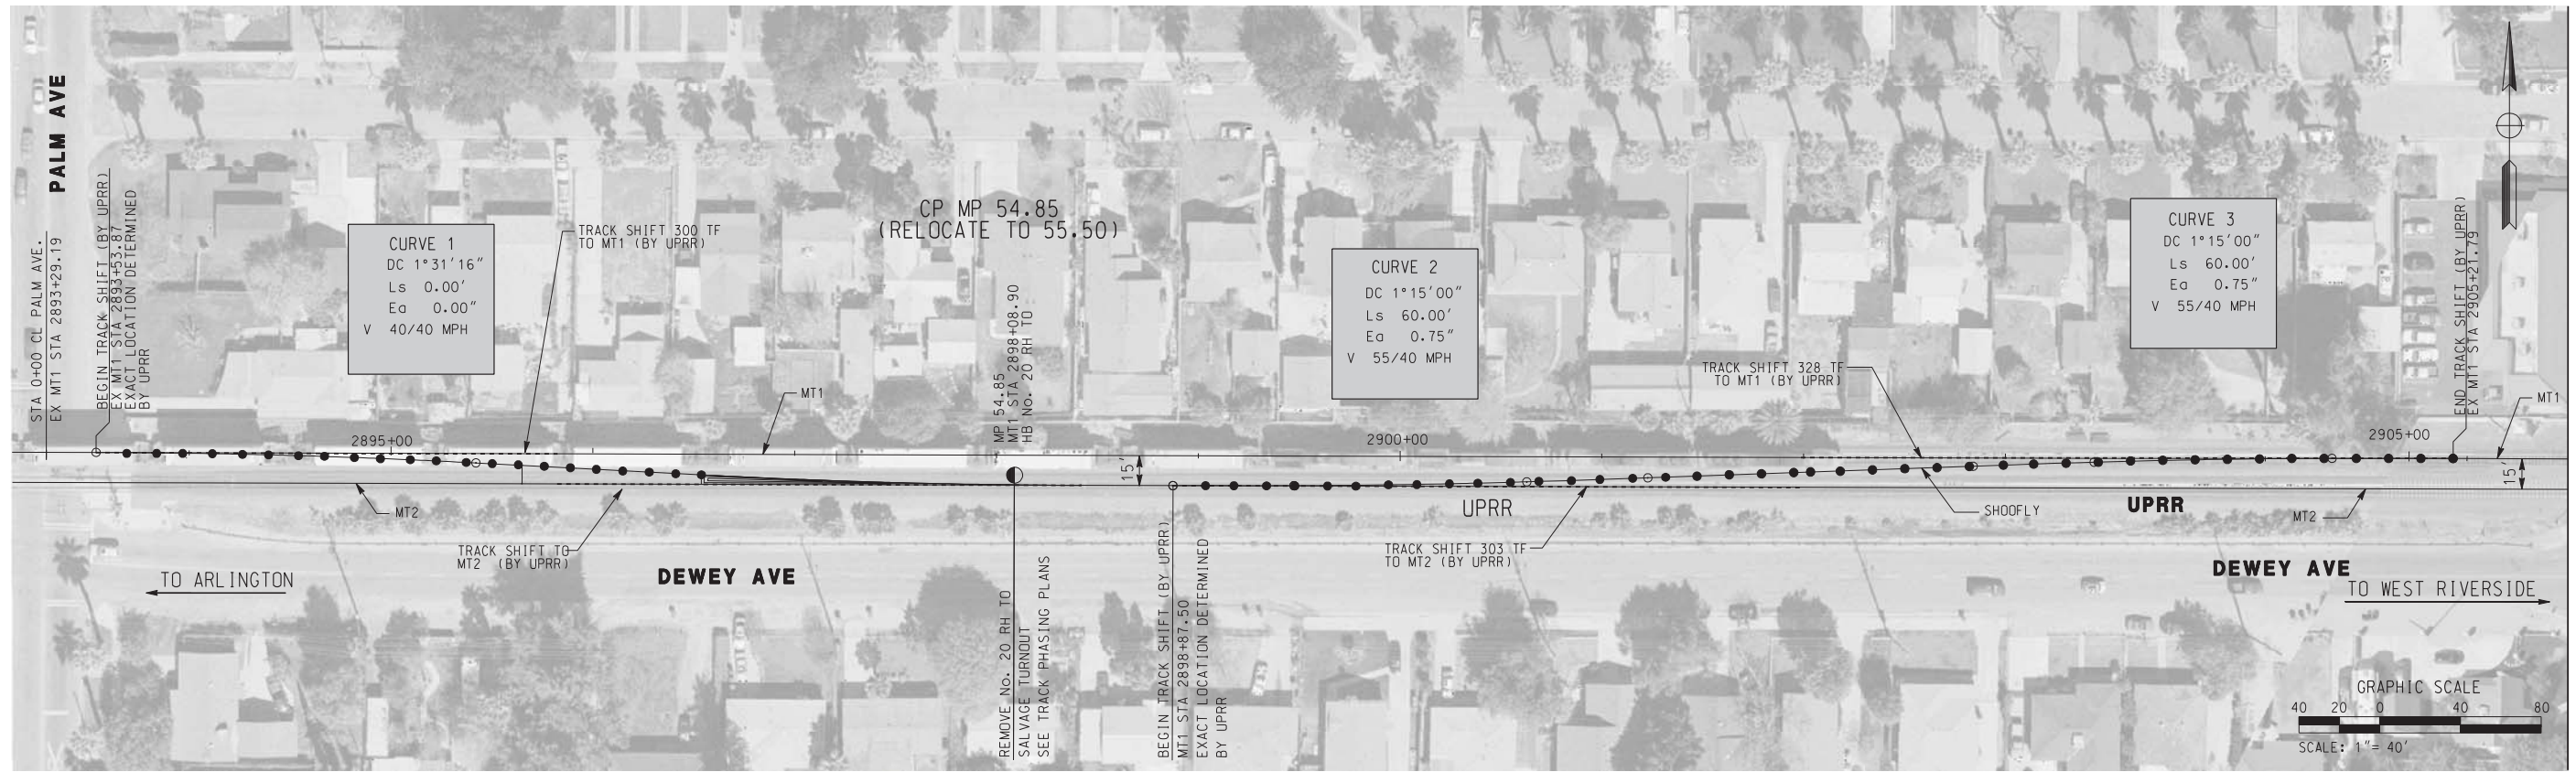 PALM AVE
STA 0+00 CL PALM AVE.
EX MT1 STA 2893+29.19
BEGIN TRACK SHIFT (BY UPRR)
EX MT1 STA 2893+53.87
EXACT LOCATION DETERMINED
BY UPRR
CURVE 1
DC 1°31'16"
Ls 0.00'
Ea 0.00"
V 40/40 MPH
TRACK SHIFT 300 TF
TO MT1 (BY UPRR)
CP MP 54.85
(RELOCATE TO 55.50)
MP 54.85
MT1 STA 2898+08.90
HB No. 20 RH TO
CURVE 2
DC 1°15'00"
Ls 60.00'
Ea 0.75"
V 55/40 MPH
TRACK SHIFT 328 TF
TO MT1 (BY UPRR)
CURVE 3
DC 1°15'00"
Ls 60.00'
Ea 0.75"
V 55/40 MPH
END TRACK SHIFT (BY UPRR)
EX MT1 STA 2905+21.79
MT1
MT1
2895+00
2900+00
2905+00
15'
15'
MT2
UPRR
SHOOFLY
UPRR
MT2
TRACK SHIFT TO
MT2 (BY UPRR)
TRACK SHIFT 303 TF
TO MT2 (BY UPRR)
TO ARLINGTON
DEWEY AVE
DEWEY AVE
TO WEST RIVERSIDE
REMOVE No. 20 RH TO
SALVAGE TURNOUT
SEE TRACK PHASING PLANS
BEGIN TRACK SHIFT (BY UPRR)
MT1 STA 2898+87.50
EXACT LOCATION DETERMINED
BY UPRR
GRAPHIC SCALE
40 20 0 40 80
SCALE: 1"= 40'